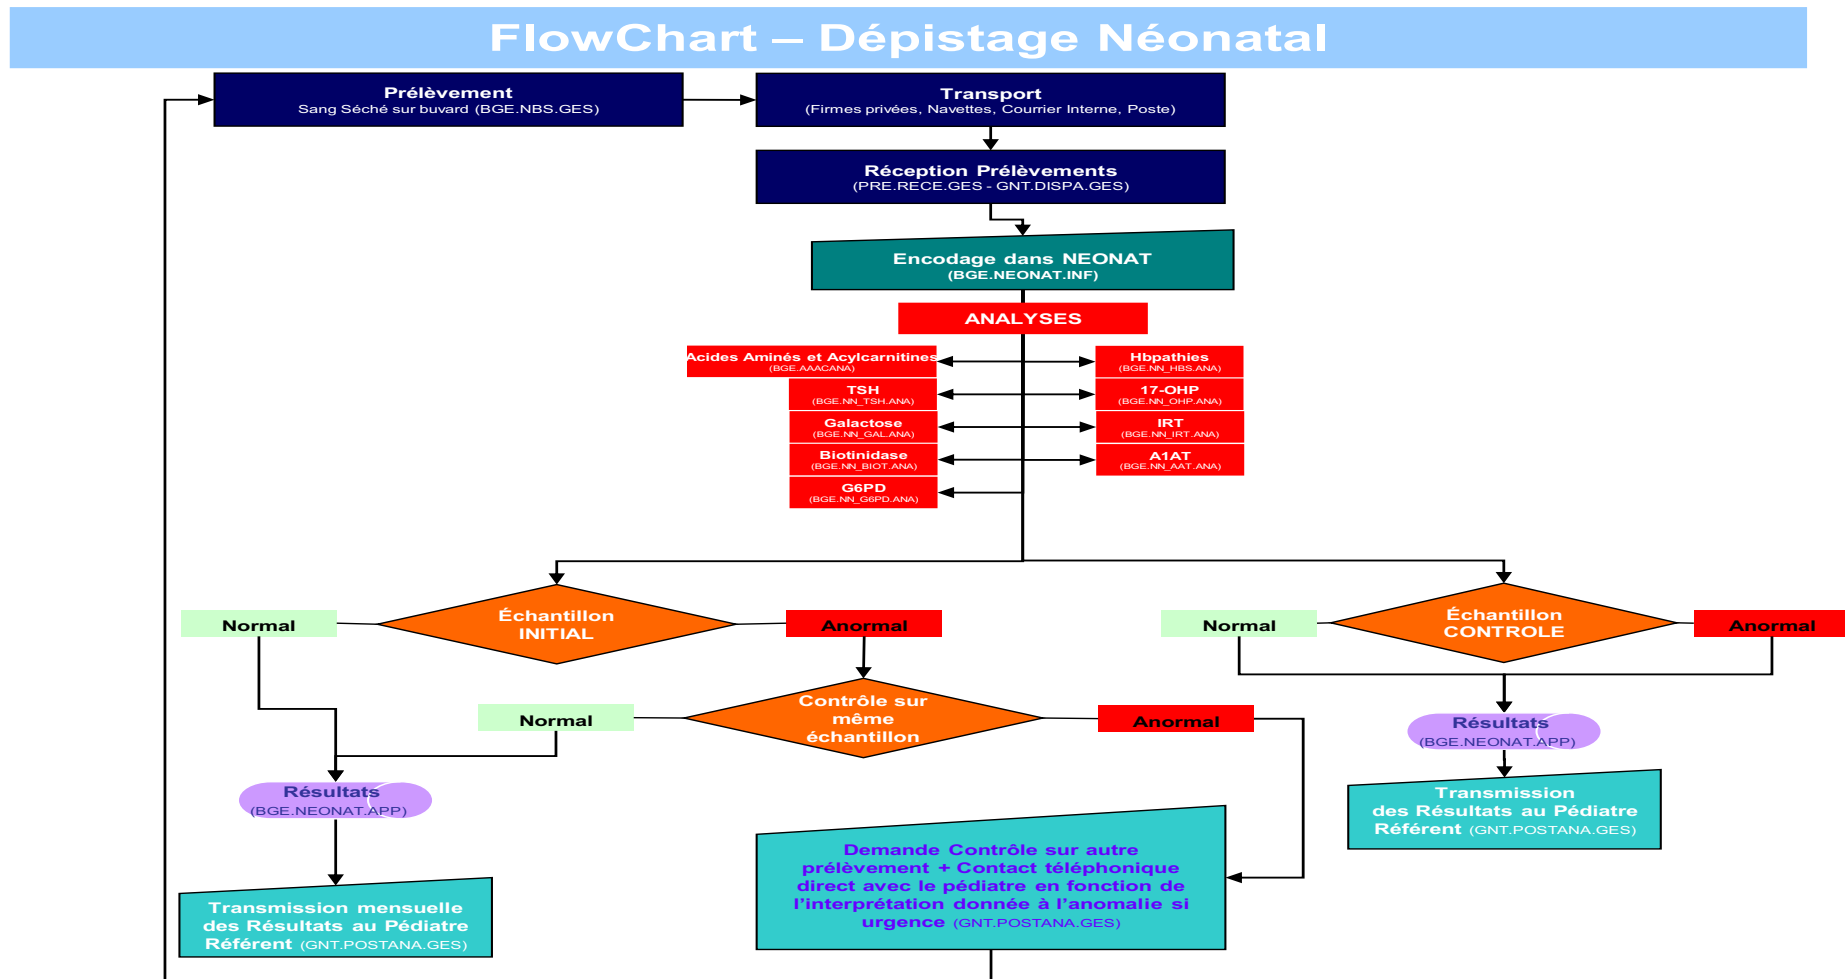 FlowChart – Dépistage Néonatal
Prélèvement
Sang Séché sur buvard (BGE.NBS.GES)
Transport
(Firmes privées, Navettes, Courrier Interne, Poste)
Réception Prélèvements
(PRE.RECE.GES - GNT.DISPA.GES)
Encodage dans NEONAT
(BGE.NEONAT.INF)
ANALYSES
Acides Aminés et Acylcarnitines
(BGE.AAACANA)
Hbpathies
(BGE.NN_HBS.ANA)
TSH
(BGE.NN_TSH.ANA)
17-OHP
(BGE.NN_OHP.ANA)
Galactose
(BGE.NN_GAL.ANA)
IRT
(BGE.NN_IRT.ANA)
Biotinidase
(BGE.NN_BIOT.ANA)
A1AT
(BGE.NN_AAT.ANA)
G6PD
(BGE.NN_G6PD.ANA)
Normal
Échantillon
INITIAL
Anormal
Normal
Échantillon
CONTROLE
Anormal
Normal
Contrôle sur
même
échantillon
Anormal
Résultats
(BGE.NEONAT.APP)
Résultats
(BGE.NEONAT.APP)
Transmission
des Résultats au Pédiatre
Référent (GNT.POSTANA.GES)
Demande Contrôle sur autre
prélèvement + Contact téléphonique
direct avec le pédiatre en fonction de
l'interprétation donnée à l'anomalie si
urgence (GNT.POSTANA.GES)
Transmission mensuelle
des Résultats au Pédiatre
Référent (GNT.POSTANA.GES)